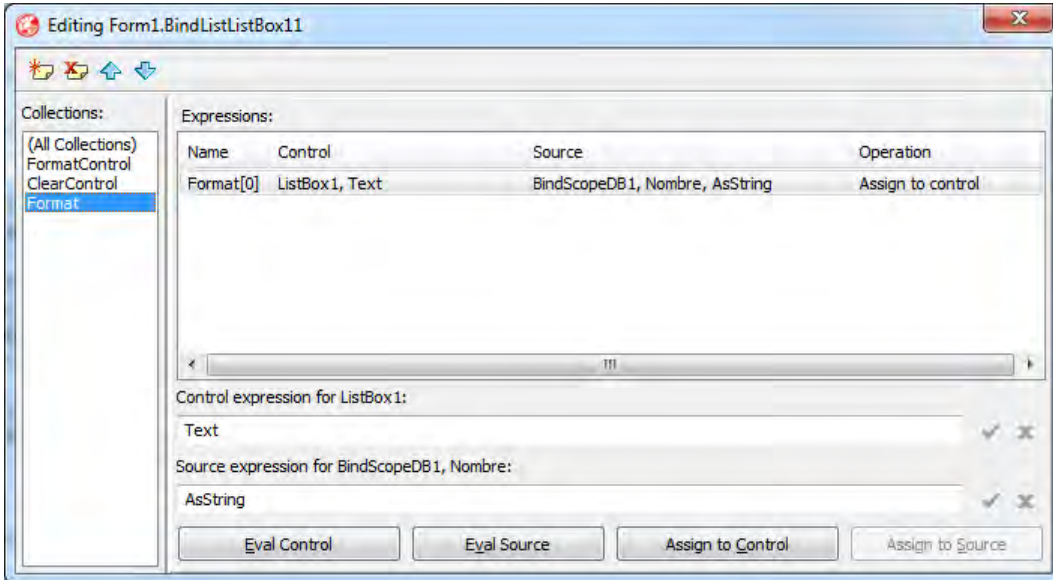 Editing Form1.BindListListBox11
Collections:
(All Collections)
FormatControl
ClearControl
Format
Expressions:
Name Control Source Operation
Format[0] ListBox1, Text BindScopeDB1, Nombre, AsString Assign to control
Control expression for ListBox1:
Text
Source expression for BindScopeDB1, Nombre:
AsString
Eval Control Eval Source Assign to Control Assign to Source